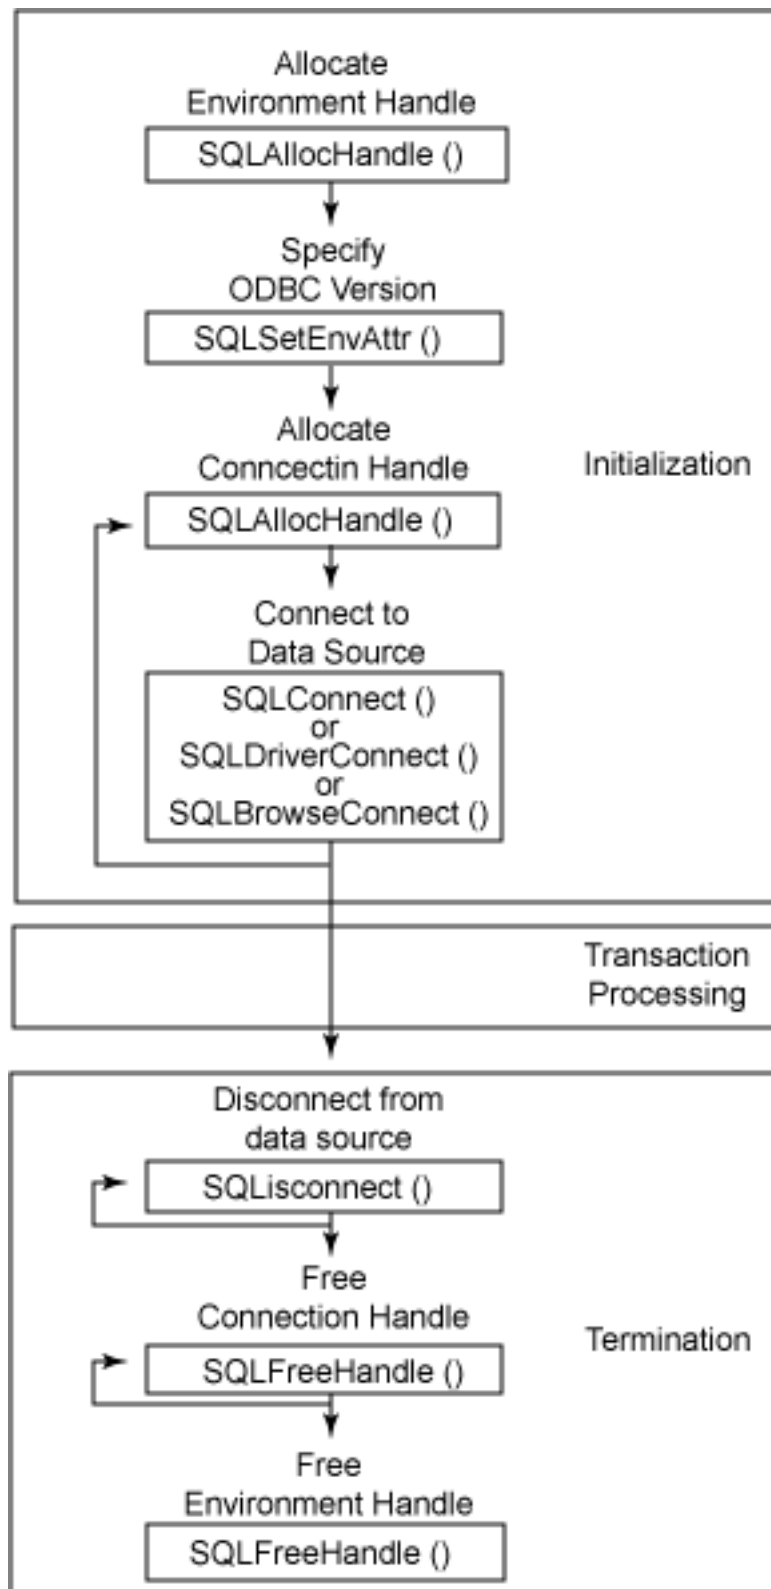 Allocate
Environment Handle
SQLAllocHandle ()
Specify
ODBC Version
SQLSetEnvAttr ()
Allocate
Conncectin Handle
Initialization
SQLAllocHandle ()
Connect to
Data Source
SQLConnect ()
or
SQLDriverConnect ()
or
SQLBrowseConnect ()
Transaction
Processing
Disconnect from
data source
SQLisconnect ()
Free
Connection Handle
Termination
SQLFreeHandle ()
Free
Environment Handle
SQLFreeHandle ()